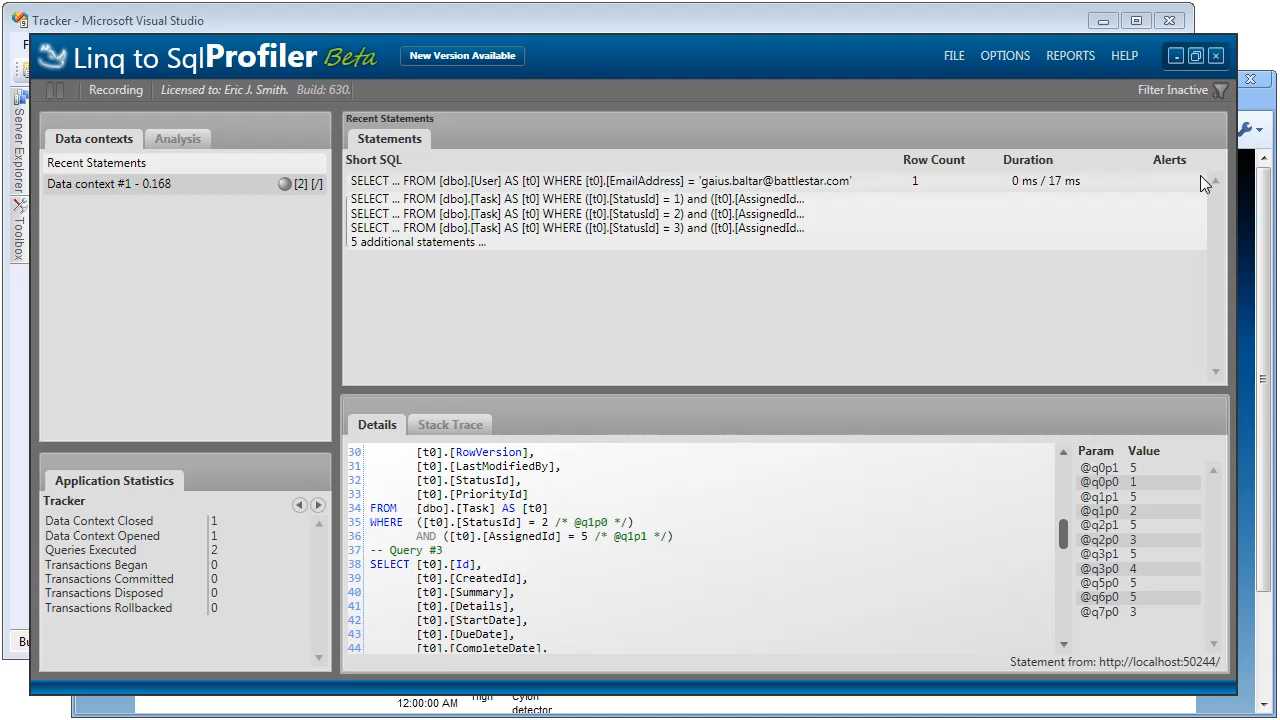 Tracker - Microsoft Visual Studio
Linq to SqlProfiler Beta
New Version Available
FILE OPTIONS REPORTS HELP
Recording Licensed to: Eric J. Smith. Build: 630.
Filter Inactive
Server Explorer
Toolbox
Data contexts Analysis
Recent Statements
Data context #1 - 0.168 [2] [/]
Recent Statements
Statements
Short SQL Row Count Duration Alerts
SELECT ... FROM [dbo].[User] AS [t0] WHERE [t0].[EmailAddress] = 'gaius.baltar@battlestar.com' 1 0 ms / 17 ms
SELECT ... FROM [dbo].[Task] AS [t0] WHERE ([t0].[StatusId] = 1) and ([t0].[AssignedId...
SELECT ... FROM [dbo].[Task] AS [t0] WHERE ([t0].[StatusId] = 2) and ([t0].[AssignedId...
SELECT ... FROM [dbo].[Task] AS [t0] WHERE ([t0].[StatusId] = 3) and ([t0].[AssignedId...
5 additional statements ...
Application Statistics
Tracker
Data Context Closed 1
Data Context Opened 1
Queries Executed 2
Transactions Began 0
Transactions Committed 0
Transactions Disposed 0
Transactions Rollbacked 0
Details Stack Trace
30 [t0].[RowVersion],
31 [t0].[LastModifiedBy],
32 [t0].[StatusId],
33 [t0].[PriorityId]
34 FROM [dbo].[Task] AS [t0]
35 WHERE ([t0].[StatusId] = 2 /* @q1p0 */)
36 AND ([t0].[AssignedId] = 5 /* @q1p1 */)
37 -- Query #3
38 SELECT [t0].[Id],
39 [t0].[CreatedId],
40 [t0].[Summary],
41 [t0].[Details],
42 [t0].[StartDate],
43 [t0].[DueDate],
44 [t0].[CompleteDate],
Param Value
@q0p1 5
@q0p0 1
@q1p1 5
@q1p0 2
@q2p1 5
@q2p0 3
@q3p1 5
@q3p0 4
@q5p0 5
@q6p0 5
@q7p0 3
Statement from: http://localhost:50244/
12:00:00 AM High Cylon
detector